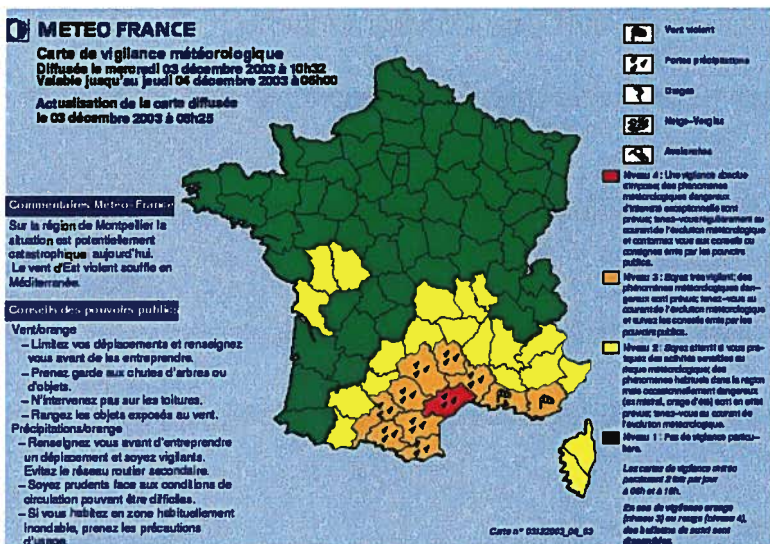 METEO FRANCE
Carte de vigilance météorologique
Diffusée le mercredi 03 décembre 2003 à 10h32
Valable jusqu'au jeudi 04 décembre 2003 à 06h00
Actualisation de la carte diffusée
le 03 décembre 2003 à 06h25
Commentaires Meteo-France
Sur la région de Montpellier la
situation est potentiellement
catastrophique aujourd'hui.
Le vent d'Est violent souffle en
Méditerranée.
Conseils des pouvoirs publics
Vent/orange
– Limitez vos déplacements et renseignez
vous avant de les entreprendre.
– Prenez garde aux chutes d'arbres ou
d'objets.
– N'intervenez pas sur les toitures.
– Rangez les objets exposés au vent.
Précipitations/orange
– Renseignez vous avant d'entreprendre
un déplacement et soyez vigilants.
Evitez le réseau routier secondaire.
– Soyez prudents face aux conditions de
circulation pouvant être difficiles.
– Si vous habitez en zone habituellement
inondable, prenez les précautions
d'usage.
Vent violent
Fortes précipitations
Orages
Neige-Verglas
Avalanches
Niveau 4 : Une vigilance absolue
s'impose; des phénomènes
météorologiques dangereux
d'intensité exceptionnelle sont
prévus; tenez-vous régulièrement au
courant de l'évolution météorologique
et conformez vous aux conseils ou
consignes émis par les pouvoirs
publics.
Niveau 3 : Soyez très vigilant; des
phénomènes météorologiques dan-
gereux sont prévus; tenez-vous au
courant de l'évolution météorologique
et suivez les conseils émis par les
pouvoirs publics.
Niveau 2 : Soyez attentif si vous pra-
tiquez des activités sensibles au
risque météorologique; des
phénomènes habituels dans la région
mais occasionnellement dangereux
(ex mistral, orage d'été) sont en effet
prévus; tenez-vous au courant de
l'évolution météorologique.
Niveau 1 : Pas de vigilance particu-
lière.
Les cartes de vigilance
paraissent 2 fois par jour
à 06h et à 16h.
En cas de vigilance orange
(niveau 3) ou rouge (niveau 4),
des bulletins de suivi sont
disponibles.
Carte n° 03122003_06_03